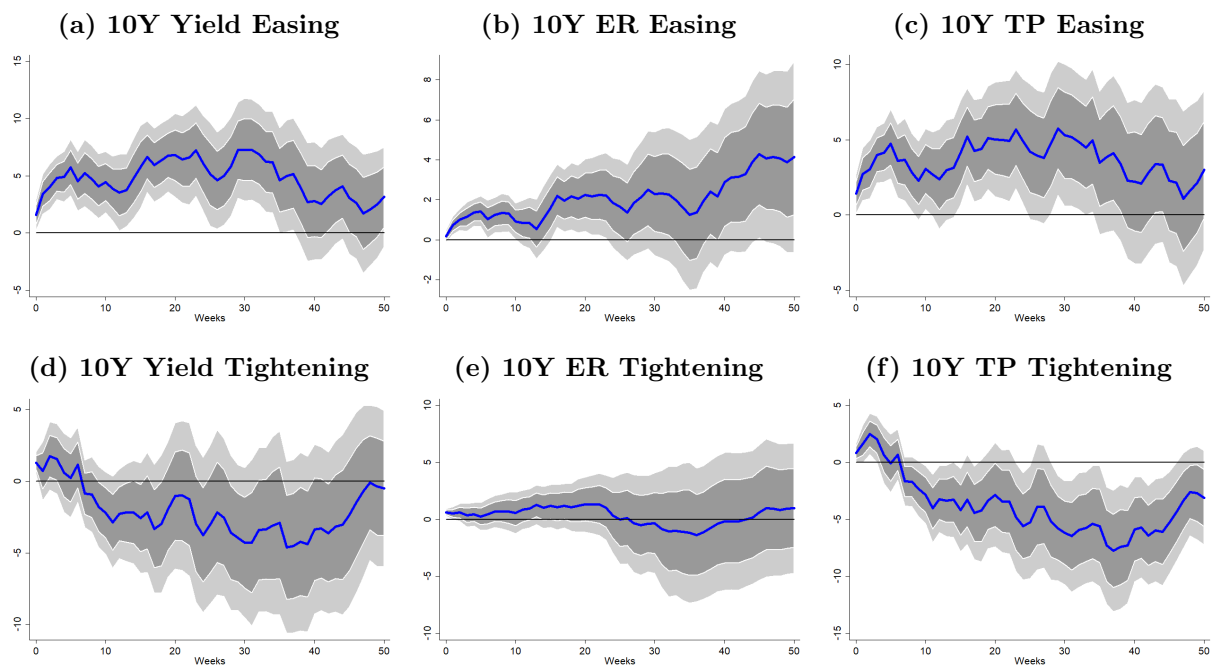 (a) 10Y Yield Easing
(b) 10Y ER Easing
(c) 10Y TP Easing
15
10
5
0
-5
0 10 20 30 40 50
Weeks
8
6
4
2
0
-2
0 10 20 30 40 50
Weeks
10
5
0
-5
0 10 20 30 40 50
Weeks
(d) 10Y Yield Tightening
(e) 10Y ER Tightening
(f) 10Y TP Tightening
5
0
-5
-10
0 10 20 30 40 50
Weeks
10
5
0
-5
-10
0 10 20 30 40 50
Weeks
5
0
-5
-10
-15
0 10 20 30 40 50
Weeks